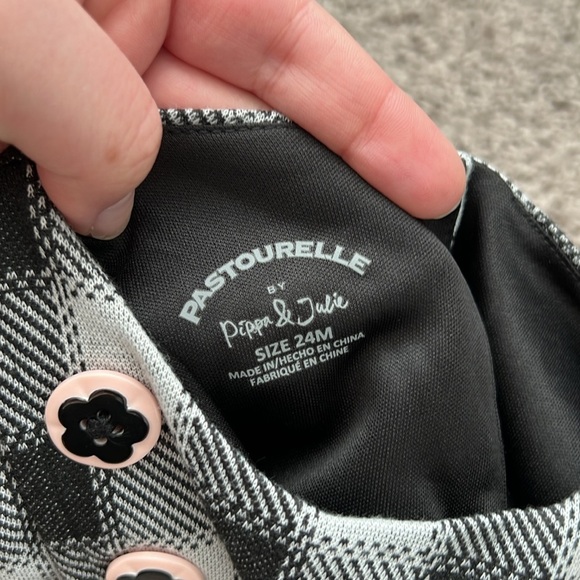 PASTOURELLE
BY
Pippa & Julie
SIZE 24M
MADE IN/HECHO EN CHINA
FABRIQUÉ EN CHINE